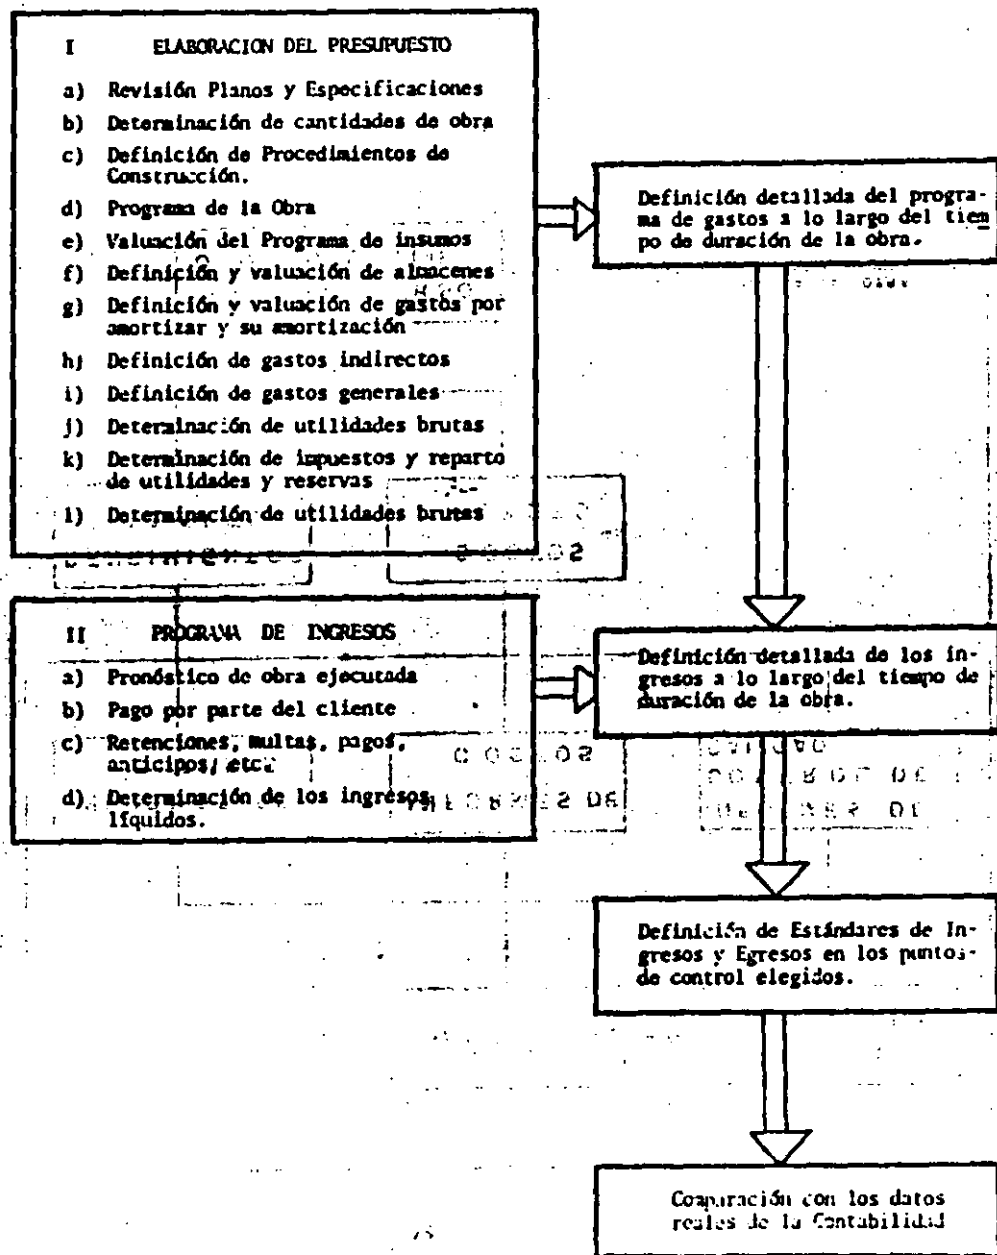 I ELABORACION DEL PRESUPUESTO
a) Revisión Planos y Especificaciones
b) Determinación de cantidades de obra
c) Definición de Procedimientos de
Construcción.
d) Programa de la Obra
e) Valuación del Programa de insumos
f) Definición y valuación de almacenes
g) Definición y valuación de gastos por
amortizar y su amortización
h) Definición de gastos indirectos
i) Definición de gastos generales
j) Determinación de utilidades brutas
k) Determinación de impuestos y reparto
de utilidades y reservas
l) Determinación de utilidades brutas
Definición detallada del progra-
ma de gastos a lo largo del tiem
po de duración de la obra.
II PROGRAMA DE INGRESOS
a) Pronóstico de obra ejecutada
b) Pago por parte del cliente
c) Retenciones, multas, pagos,
anticipos, etc.
d) Determinación de los ingresos
líquidos.
Definición detallada de los in-
gresos a lo largo del tiempo de
duración de la obra.
Definición de Estándares de In-
gresos y Egresos en los puntos-
de control elegidos.
Comparación con los datos
reales de la Contabilidad